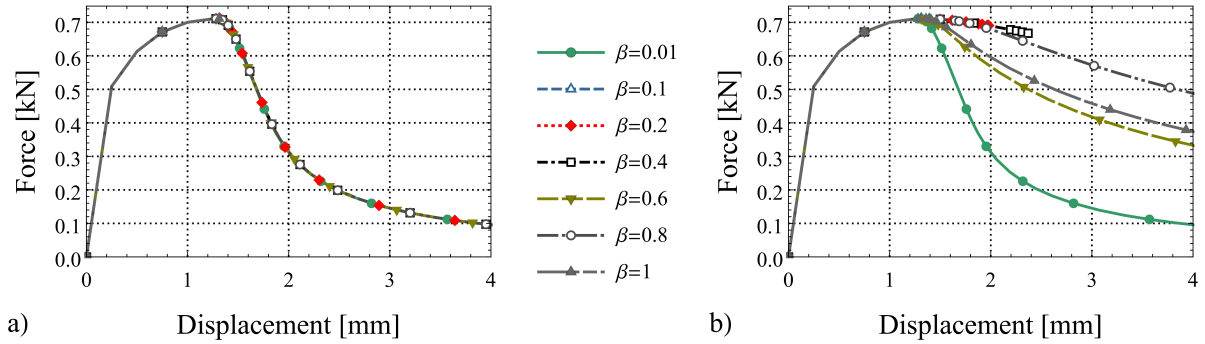 Force [kN]
0.7
0.6
0.5
0.4
0.3
0.2
0.1
0.0
0 1 2 3 4
a) Displacement [mm]
β=0.01
β=0.1
β=0.2
β=0.4
β=0.6
β=0.8
β=1
Force [kN]
0.7
0.6
0.5
0.4
0.3
0.2
0.1
0.0
0 1 2 3 4
b) Displacement [mm]